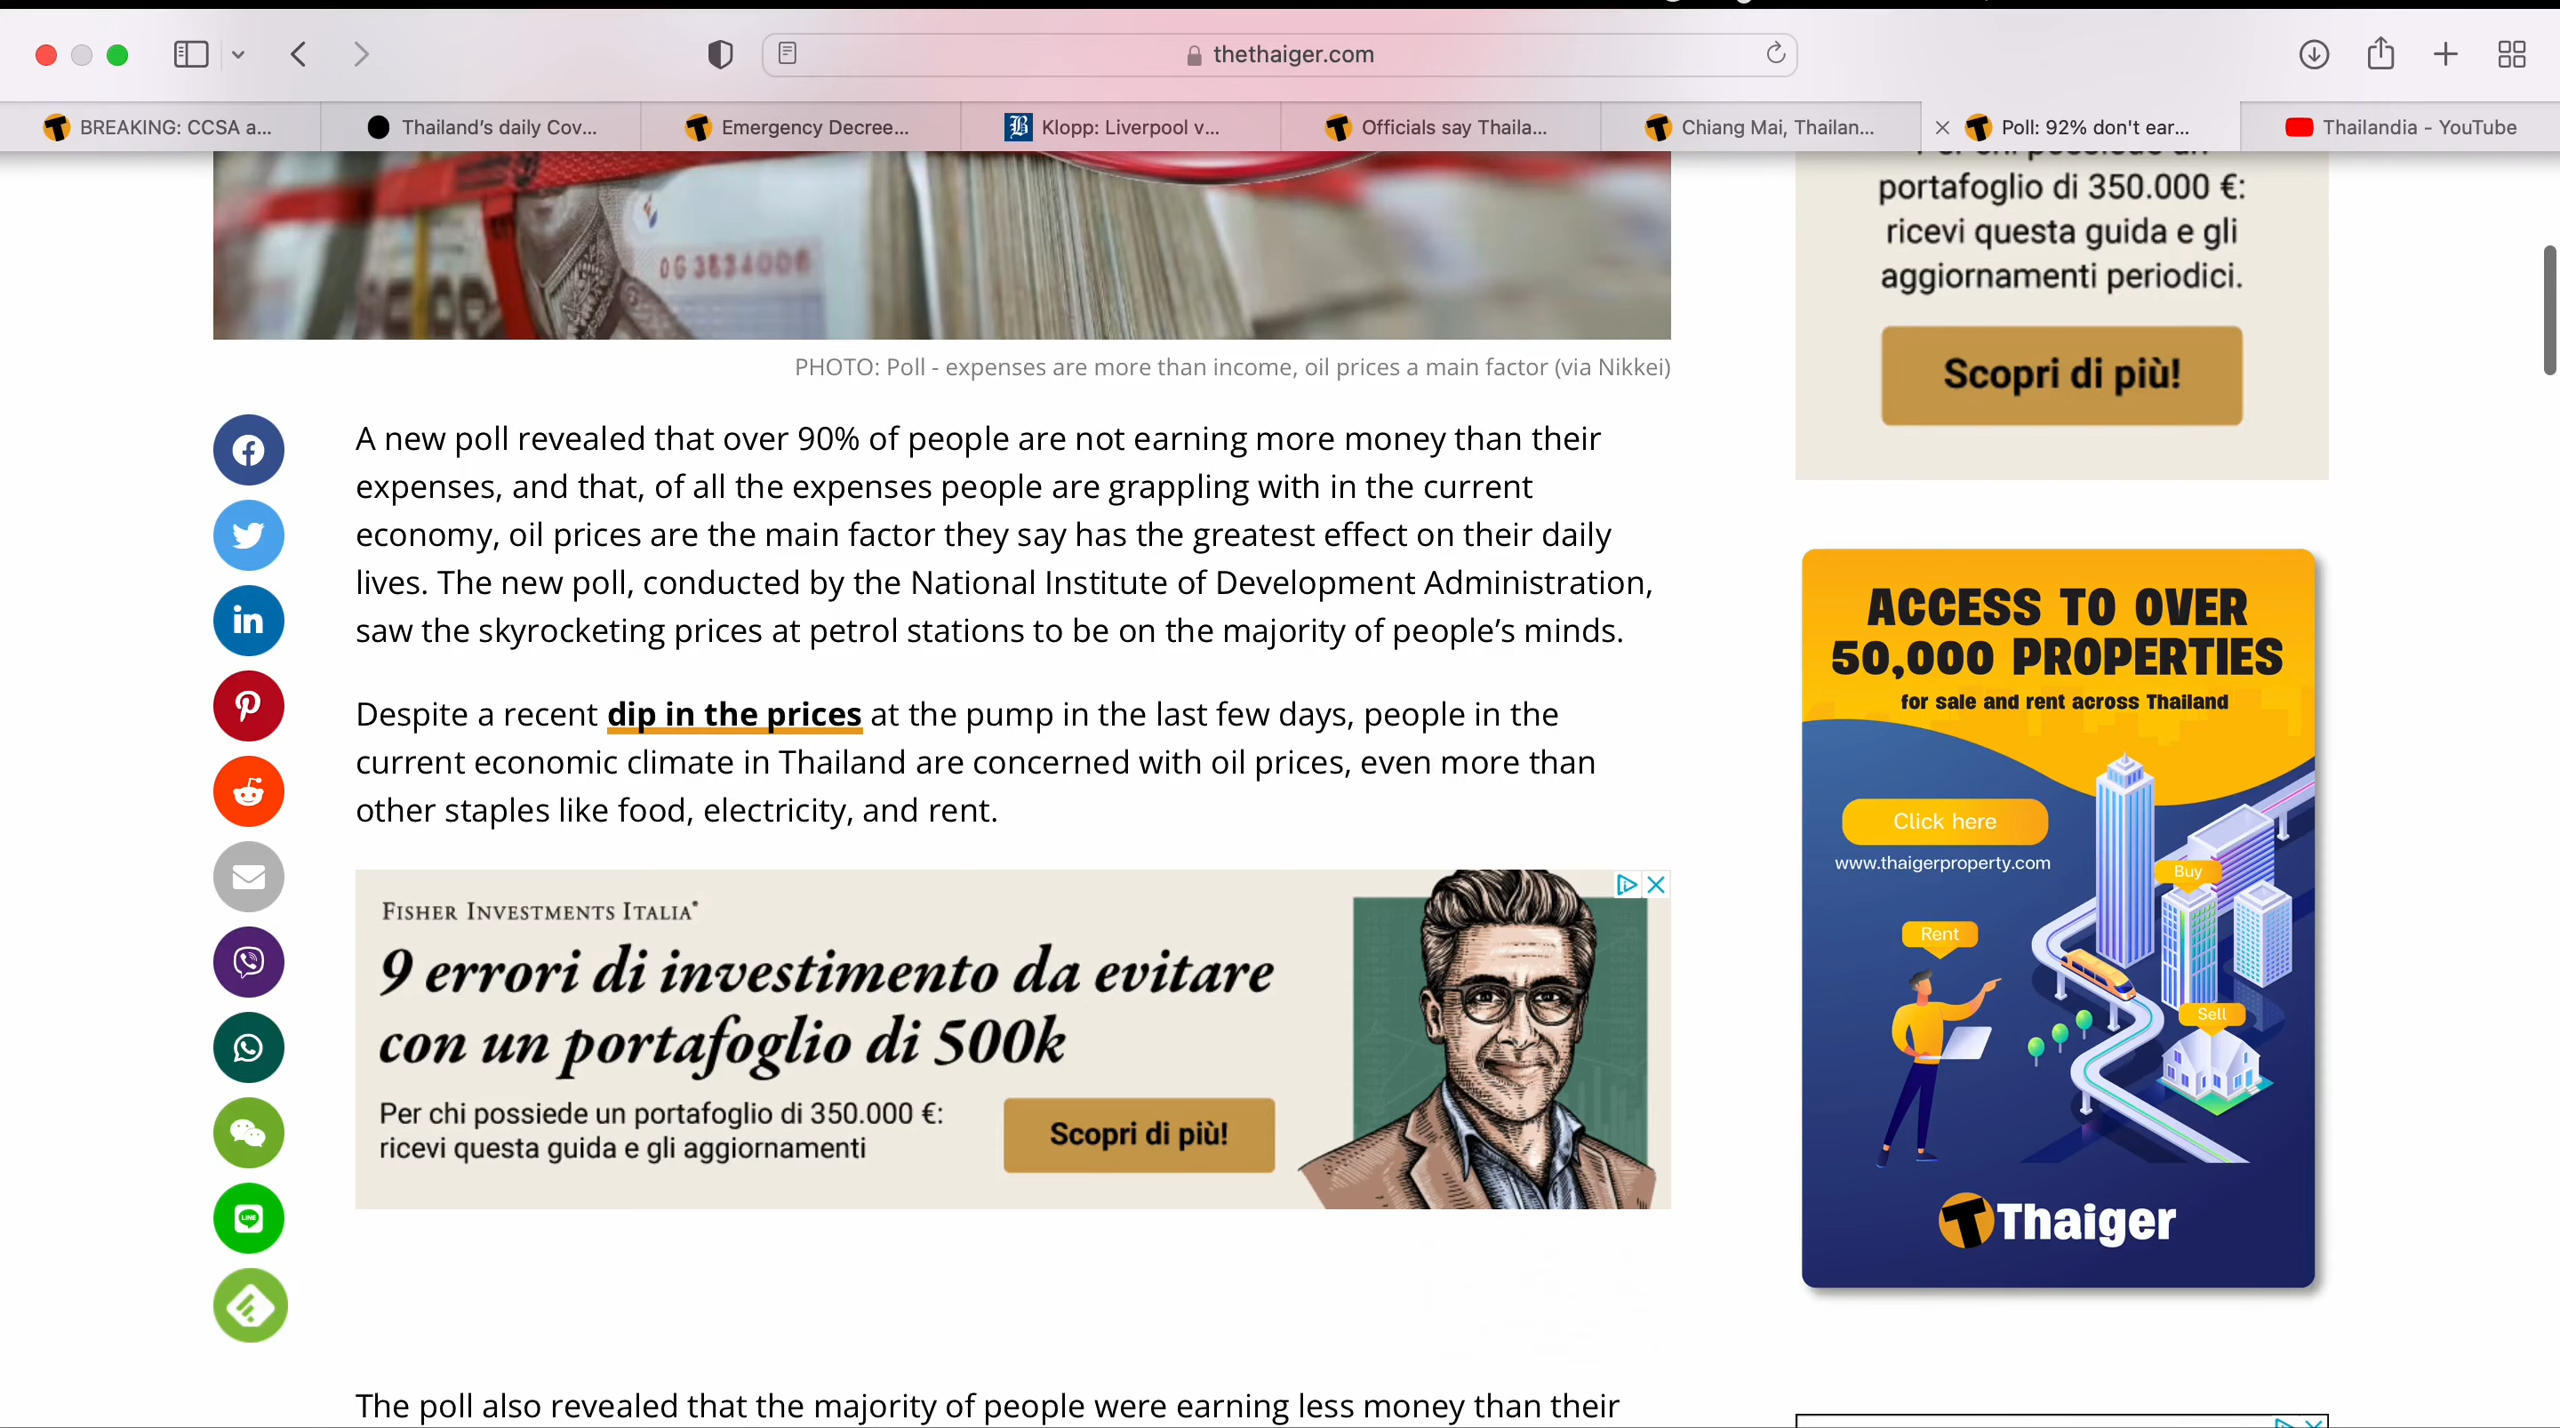 thethaiger.com
BREAKING: CCSA a...
Thailand's daily Cov...
Emergency Decree...
Klopp: Liverpool v...
Officials say Thaila...
Chiang Mai, Thailan...
Poll: 92% don't ear...
Thailandia - YouTube
0G 3834006
PHOTO: Poll - expenses are more than income, oil prices a main factor (via Nikkei)
A new poll revealed that over 90% of people are not earning more money than their
expenses, and that, of all the expenses people are grappling with in the current
economy, oil prices are the main factor they say has the greatest effect on their daily
lives. The new poll, conducted by the National Institute of Development Administration,
saw the skyrocketing prices at petrol stations to be on the majority of people’s minds.
Despite a recent dip in the prices at the pump in the last few days, people in the
current economic climate in Thailand are concerned with oil prices, even more than
other staples like food, electricity, and rent.
FISHER INVESTMENTS ITALIA®
9 errori di investimento da evitare
con un portafoglio di 500k
Per chi possiede un portafoglio di 350.000 €:
ricevi questa guida e gli aggiornamenti
Scopri di più!
The poll also revealed that the majority of people were earning less money than their
Per chi possiede un
portafoglio di 350.000 €:
ricevi questa guida e gli
aggiornamenti periodici.
Scopri di più!
ACCESS TO OVER
50,000 PROPERTIES
for sale and rent across Thailand
Click here
www.thaigerproperty.com
Buy
Rent
Sell
Thaiger
LINE